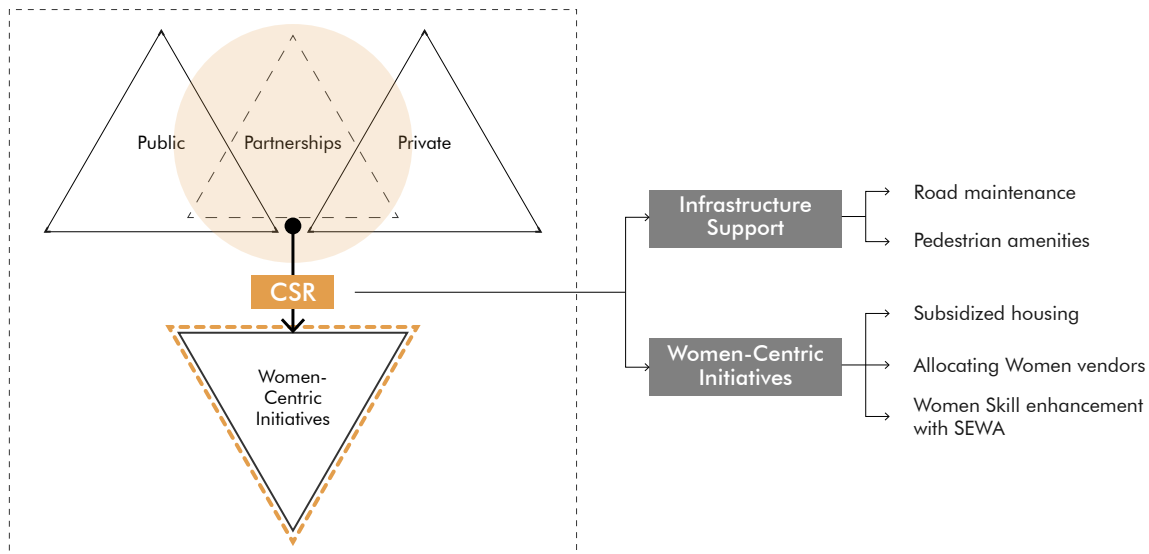 Public
Partnerships
Private
CSR
Women-
Centric
Initiatives
Infrastructure
Support
Road maintenance
Pedestrian amenities
Women-Centric
Initiatives
Subsidized housing
Allocating Women vendors
Women Skill enhancement
with SEWA